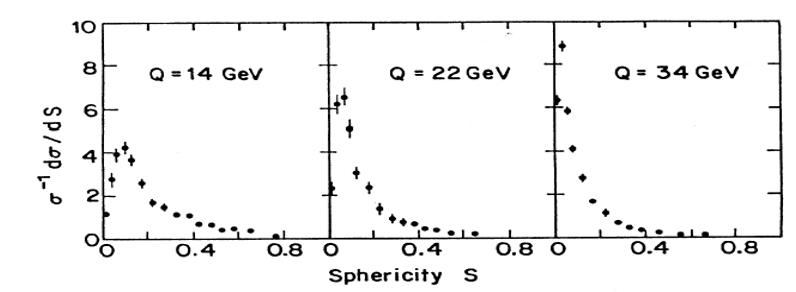 σ⁻¹ dσ/dS
10
8
6
4
2
0
Q = 14 GeV
Q = 22 GeV
Q = 34 GeV
0 0.4 0.8 0 0.4 0.8 0 0.4 0.8
Sphericity S